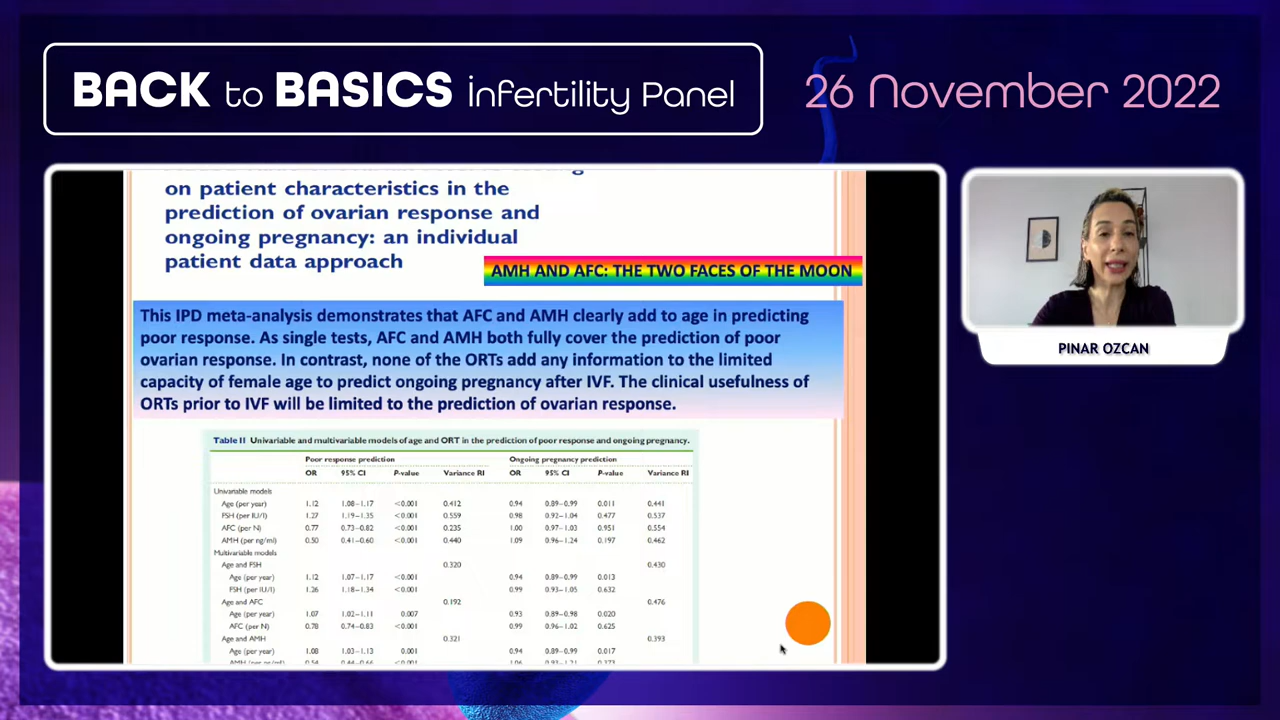 BACK to BASICS infertility Panel
26 November 2022
on patient characteristics in the
prediction of ovarian response and
ongoing pregnancy: an individual
patient data approach
AMH AND AFC: THE TWO FACES OF THE MOON
This IPD meta-analysis demonstrates that AFC and AMH clearly add to age in predicting
poor response. As single tests, AFC and AMH both fully cover the prediction of poor
ovarian response. In contrast, none of the ORTs add any information to the limited
capacity of female age to predict ongoing pregnancy after IVF. The clinical usefulness of
ORTs prior to IVF will be limited to the prediction of ovarian response.
Table II Univariable and multivariable models of age and ORT in the prediction of poor response and ongoing pregnancy.
Poor response prediction Ongoing pregnancy prediction
OR 95% CI P-value Variance RI OR 95% CI P-value Variance RI
Univariable models
Age (per year) 1.12 1.08–1.17 <0.001 0.412 0.94 0.89–0.99 0.011 0.441
FSH (per IU/l) 1.27 1.19–1.35 <0.001 0.559 0.98 0.92–1.04 0.477 0.537
AFC (per N) 0.77 0.73–0.82 <0.001 0.235 1.00 0.97–1.03 0.951 0.554
AMH (per ng/ml) 0.50 0.41–0.60 <0.001 0.440 1.09 0.96–1.24 0.197 0.462
Multivariable models
Age and FSH 0.320 0.430
Age (per year) 1.12 1.07–1.17 <0.001 0.94 0.89–0.99 0.013
FSH (per IU/l) 1.26 1.18–1.34 <0.001 0.99 0.93–1.05 0.632
Age and AFC 0.192 0.476
Age (per year) 1.07 1.02–1.11 0.007 0.93 0.89–0.98 0.020
AFC (per N) 0.78 0.74–0.83 <0.001 0.99 0.96–1.02 0.625
Age and AMH 0.321 0.393
Age (per year) 1.08 1.03–1.13 0.001 0.94 0.89–0.99 0.017
PINAR OZCAN